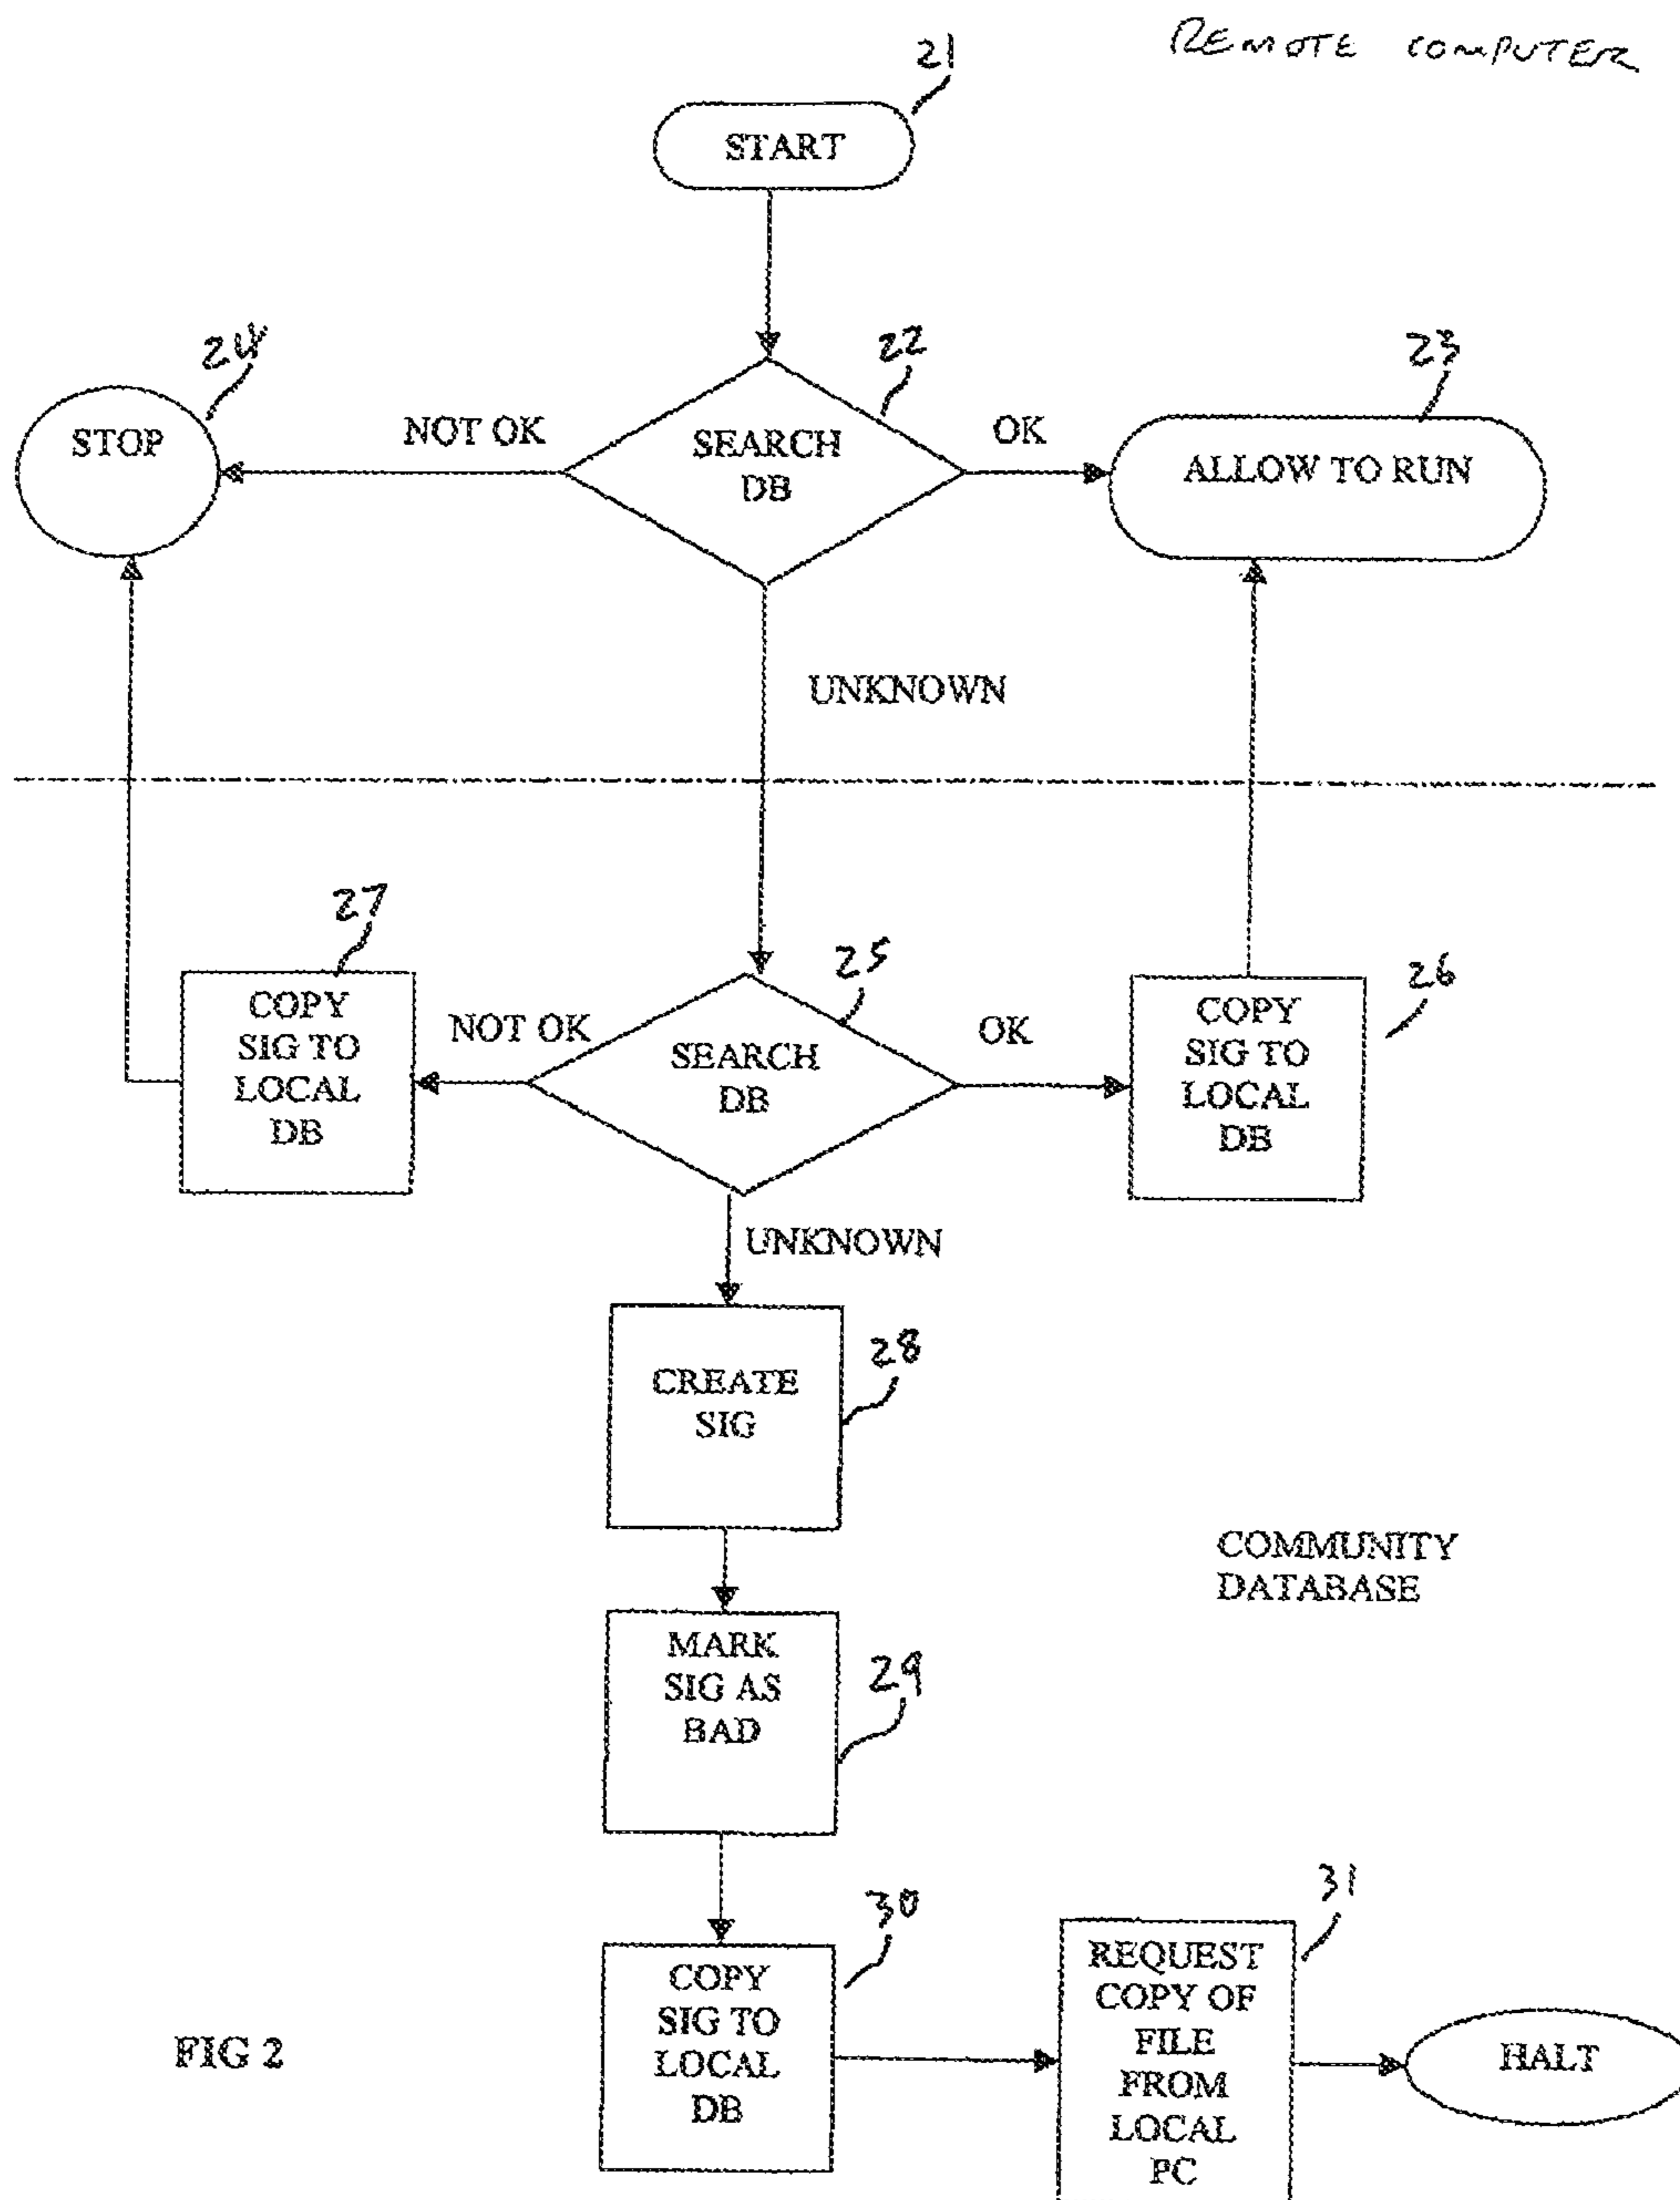 REMOTE COMPUTER
21
START
22
23
24
STOP
NOT OK
SEARCH
DB
OK
ALLOW TO RUN
UNKNOWN
27
COPY
SIG TO
LOCAL
DB
NOT OK
25
SEARCH
DB
OK
26
COPY
SIG TO
LOCAL
DB
UNKNOWN
28
CREATE
SIG
COMMUNITY
DATABASE
MARK
SIG AS
BAD
29
30
COPY
SIG TO
LOCAL
DB
31
REQUEST
COPY OF
FILE
FROM
LOCAL
PC
HALT
FIG 2